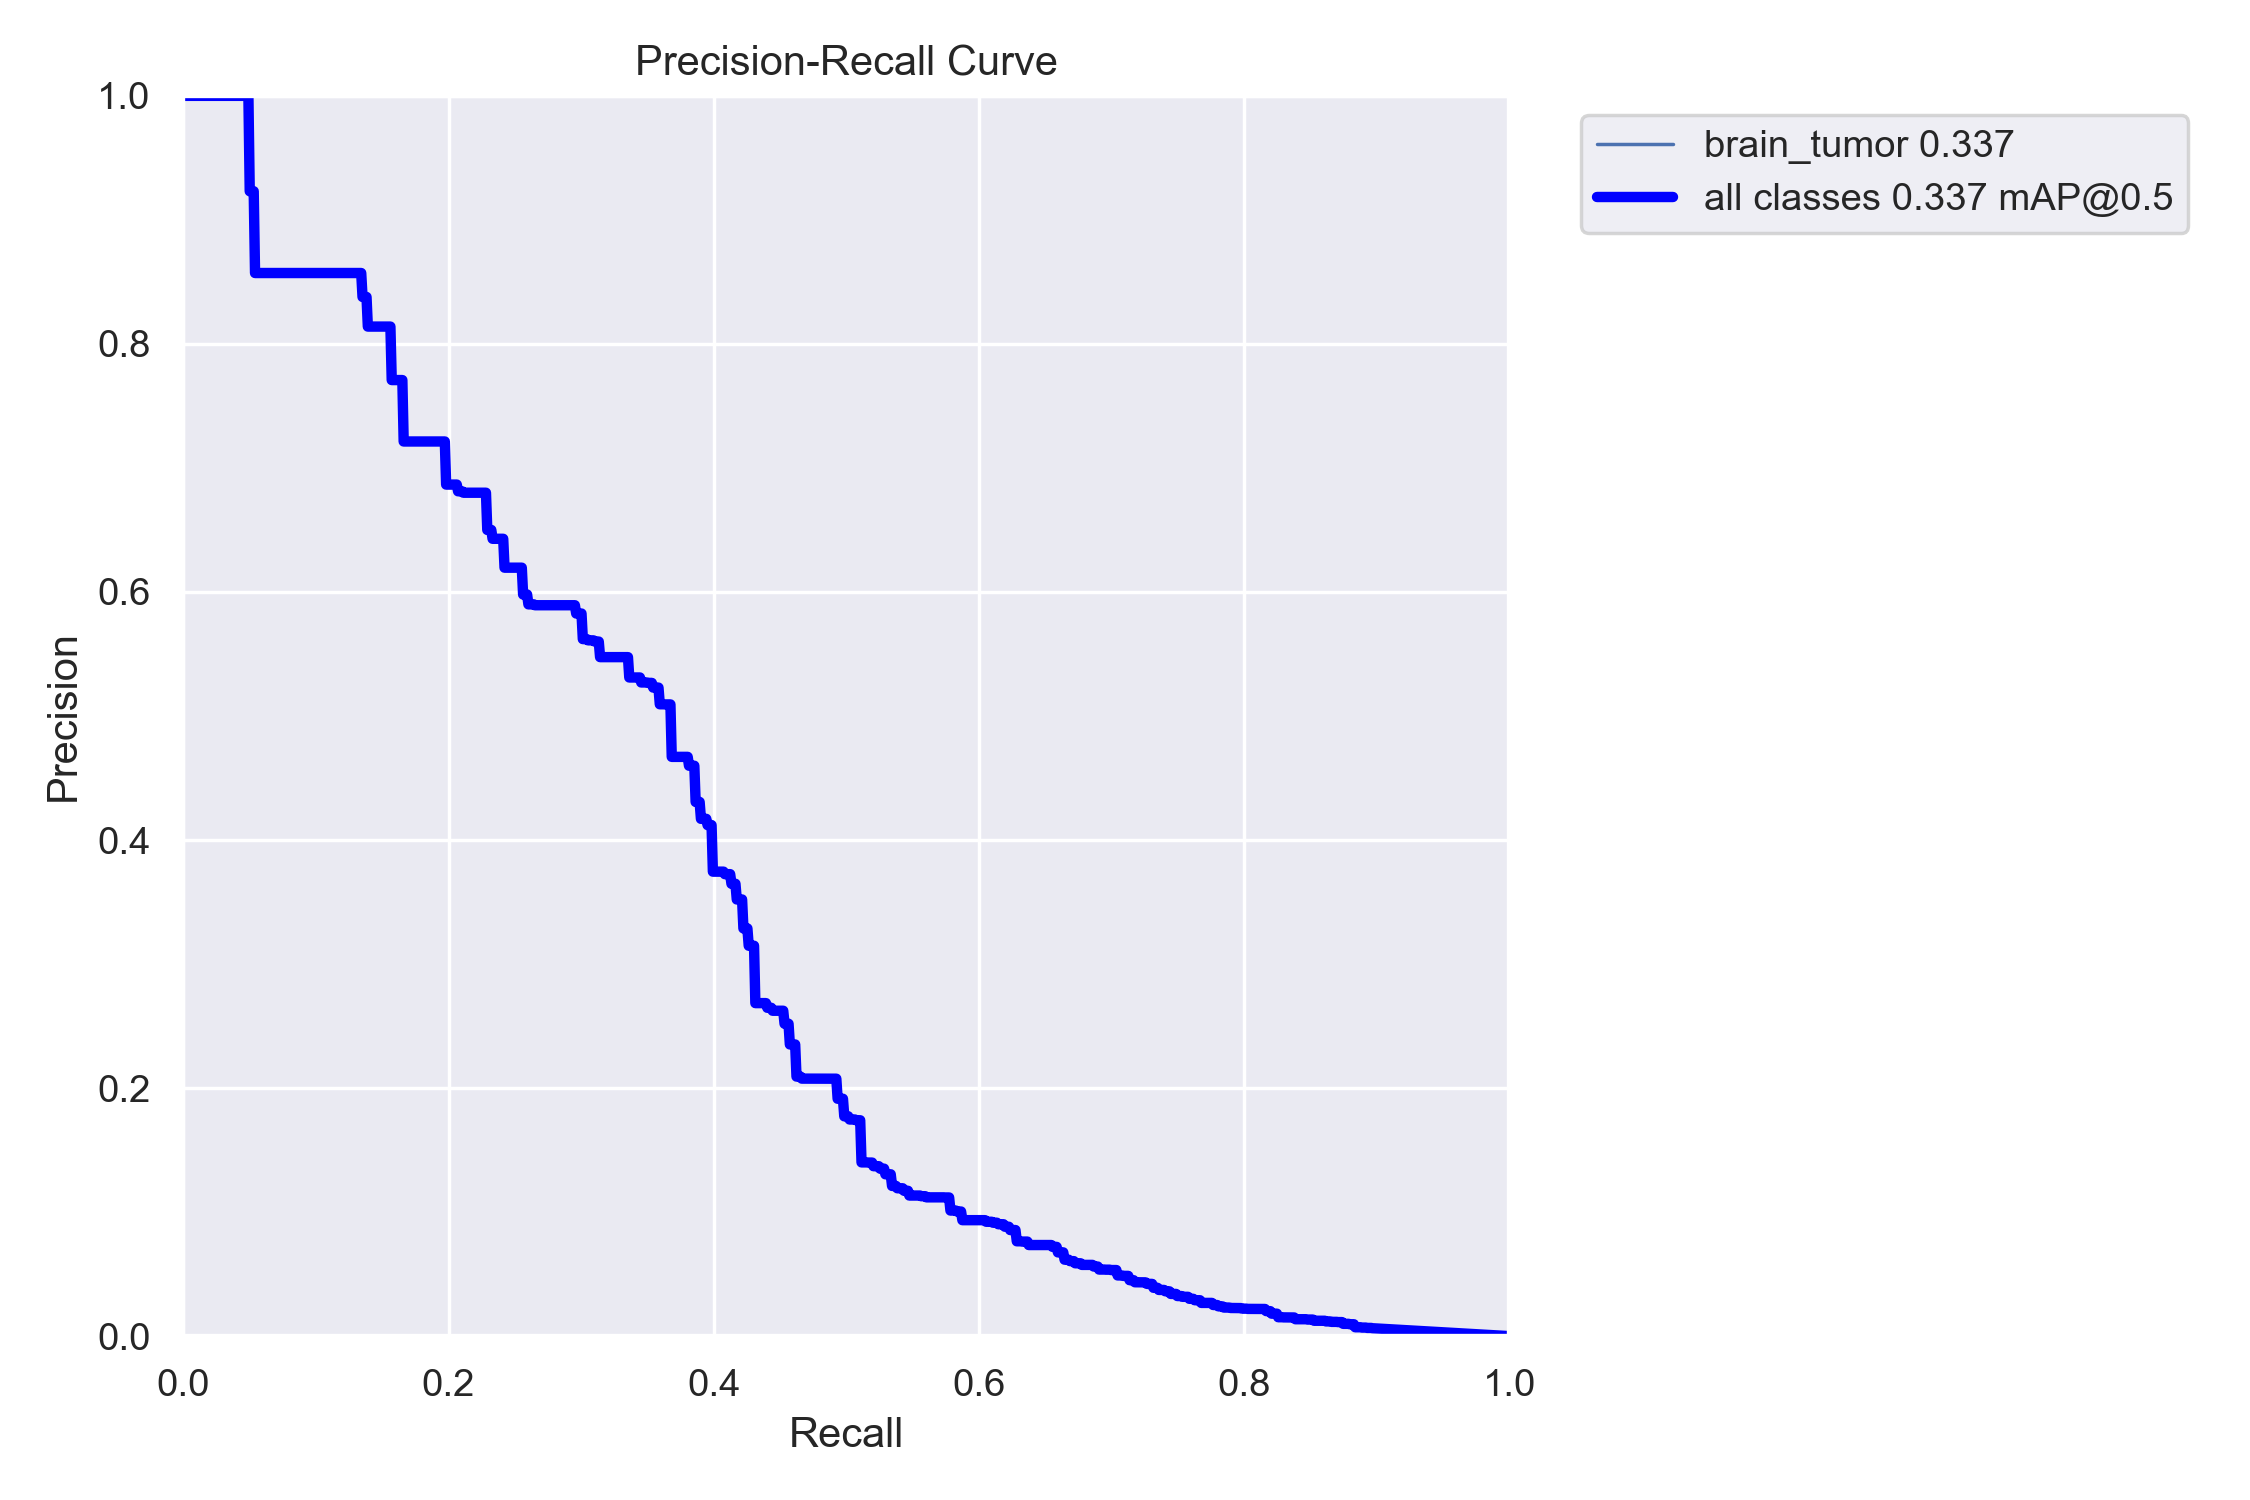 Precision-Recall Curve
1.0
0.8
0.6
0.4
0.2
0.0
Precision
0.0 0.2 0.4 0.6 0.8 1.0
Recall
brain_tumor 0.337
all classes 0.337 mAP@0.5